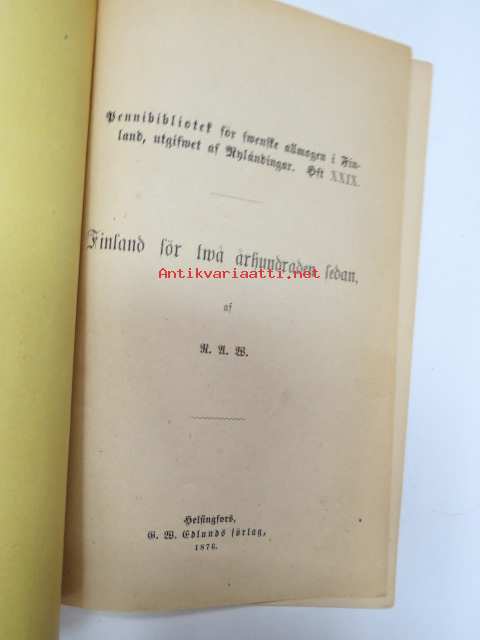 Pennibibliotek för swenske allmogen i Fin-
land, utgifwet af Nyländingar. Hft XXIX.
Finland för twå århundraden sedan,
Antikvariaatti.net
af
R. A. W.
Helsingfors,
G. W. Edlunds förlag,
1876.